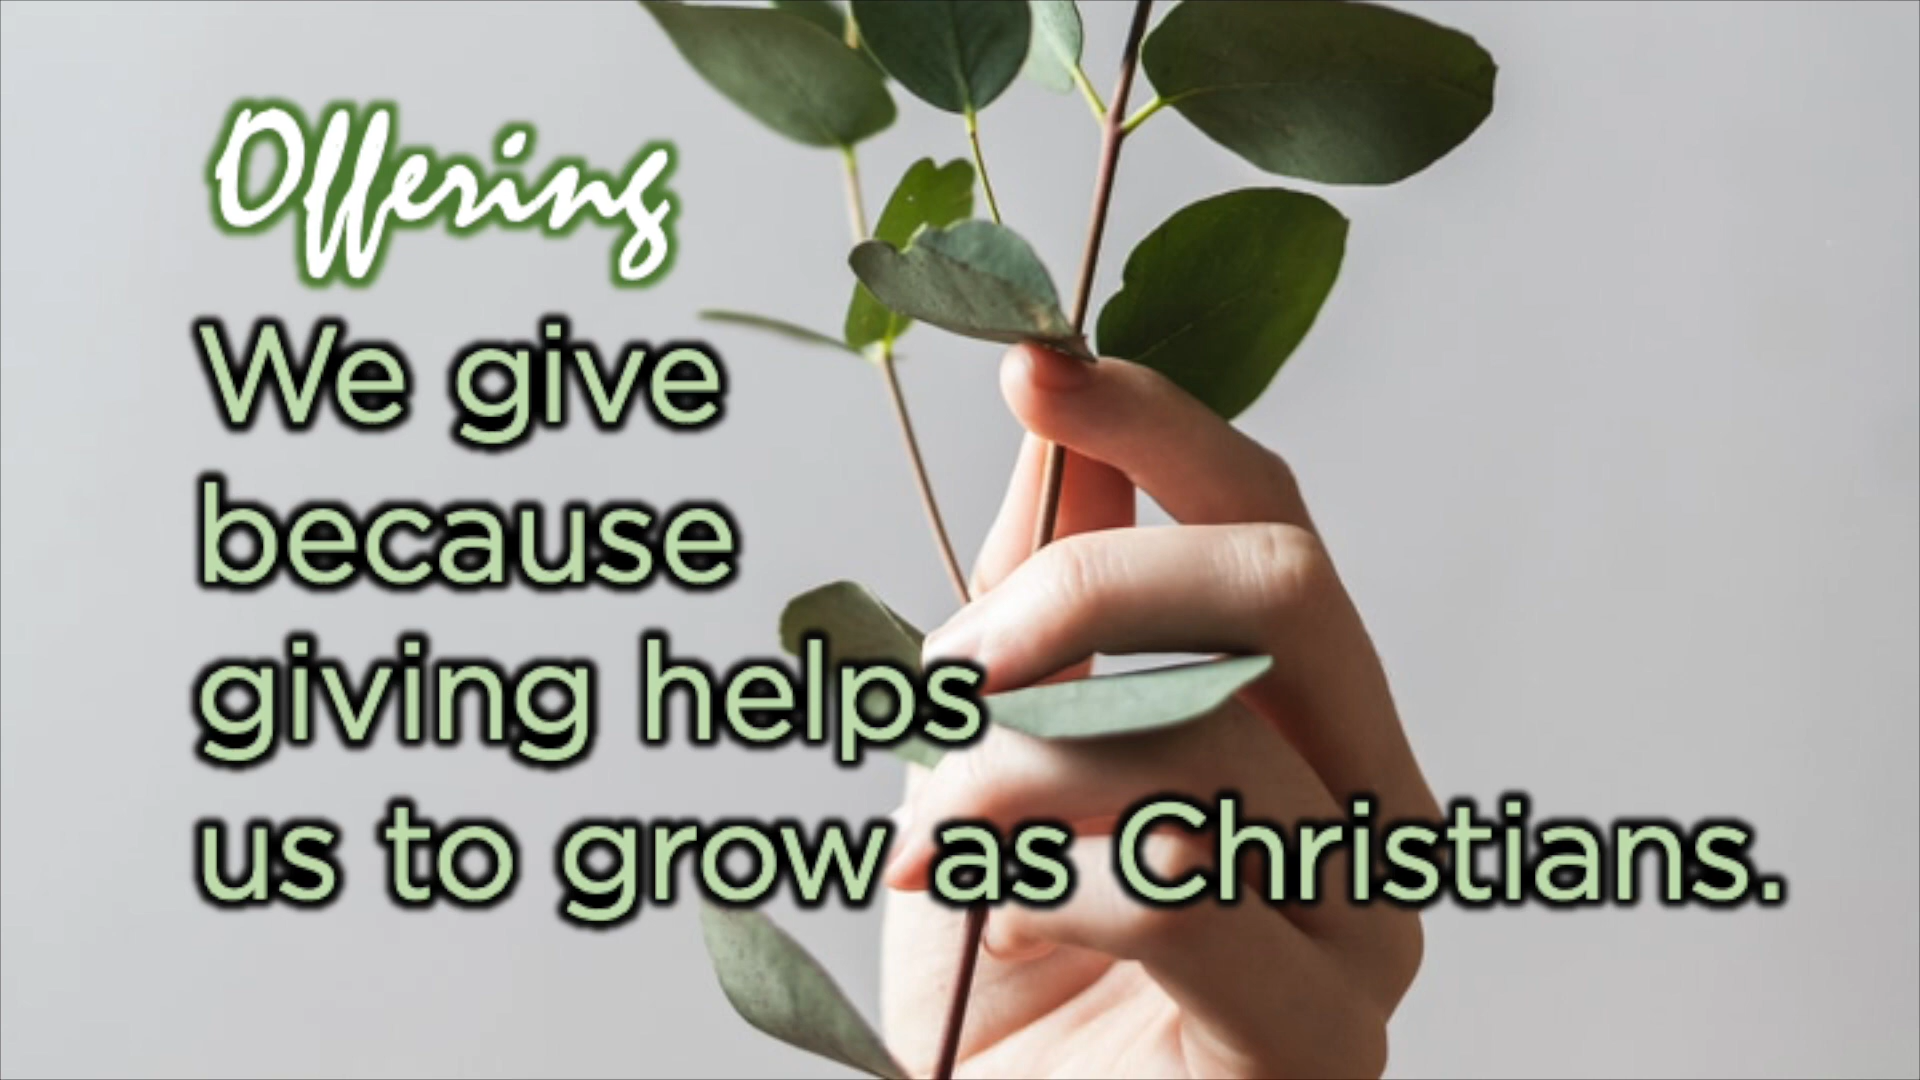 Offering
We give
because
giving helps
us to grow as Christians.